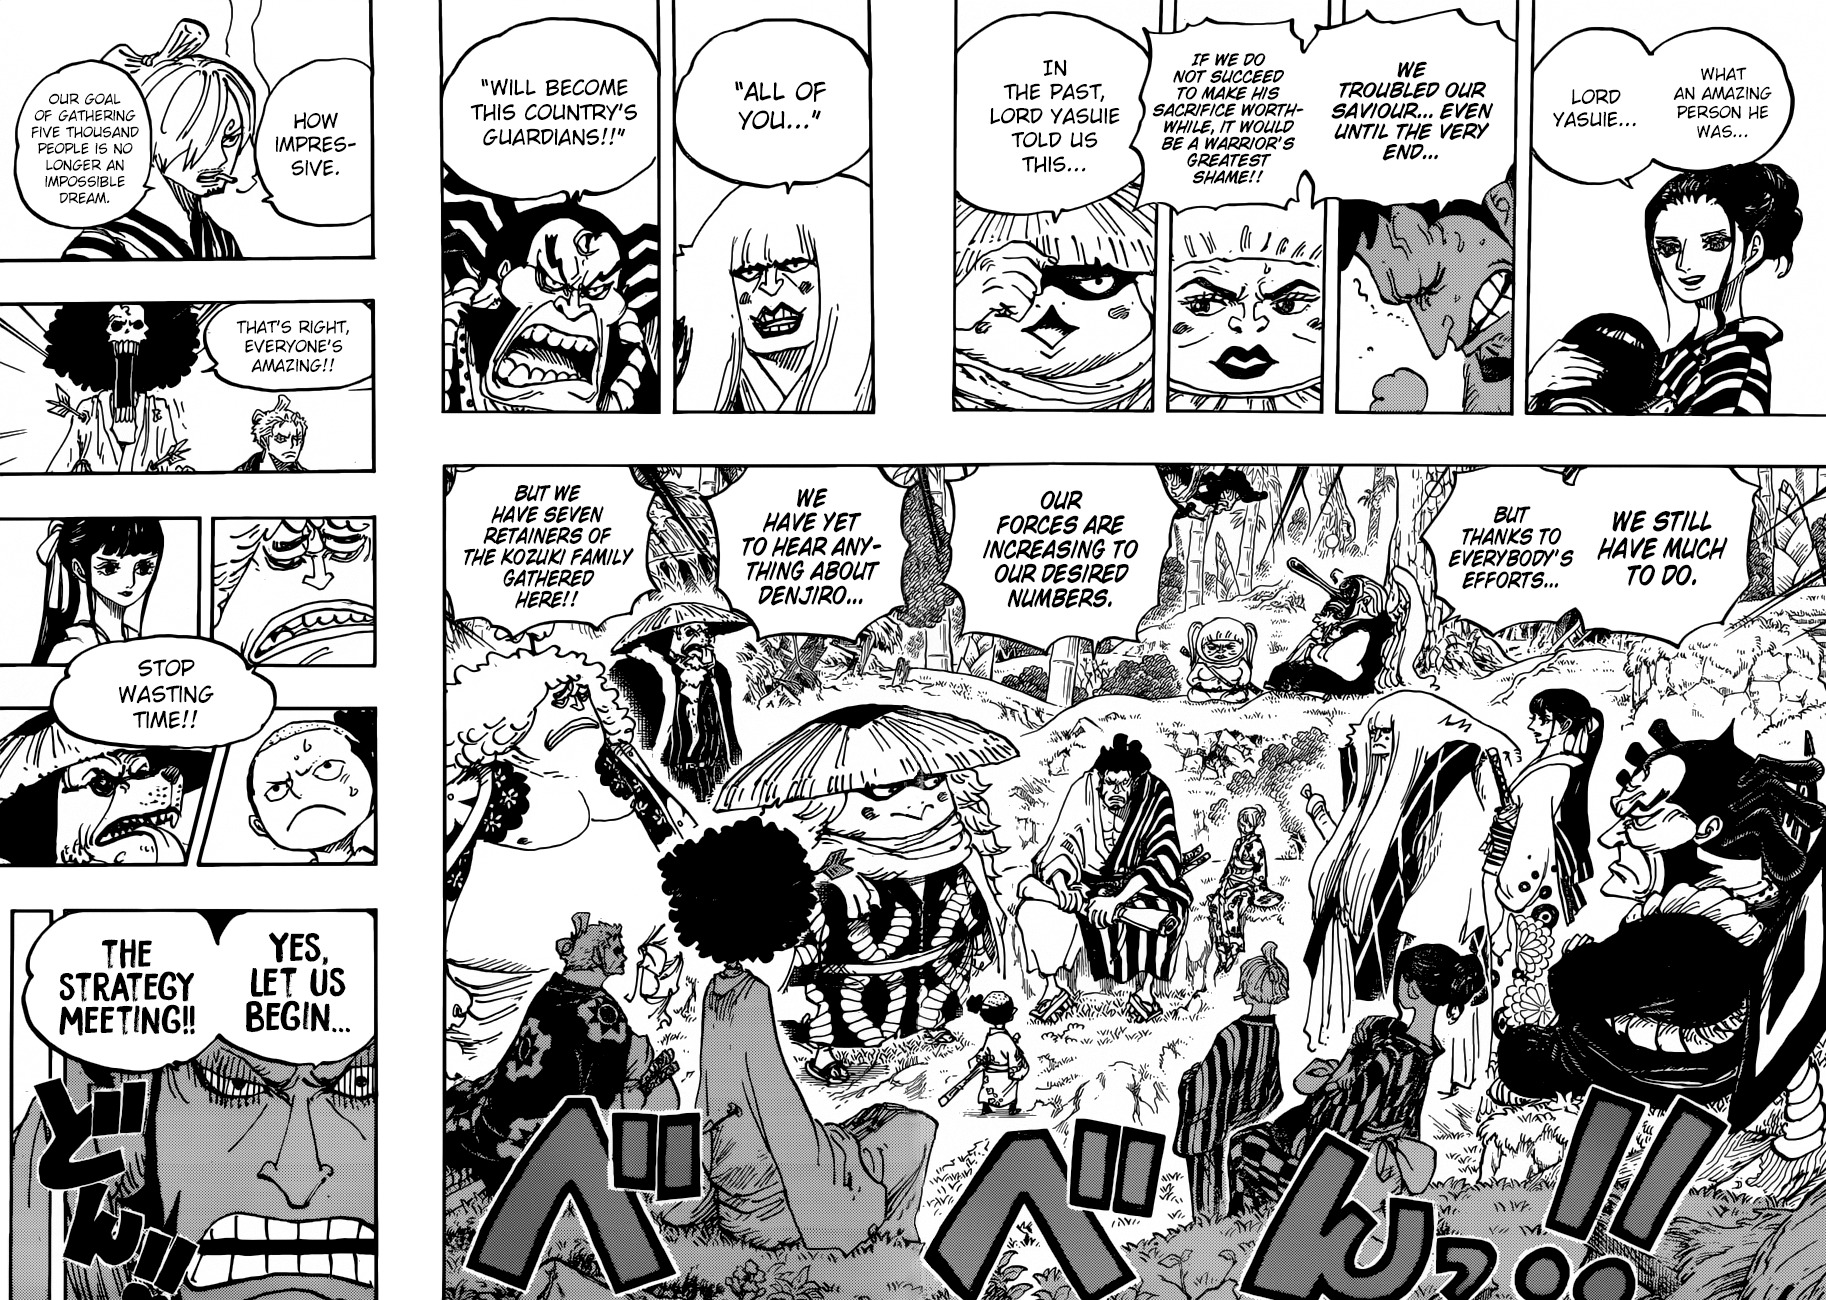 WHAT
AN AMAZING
PERSON HE
WAS...
LORD
YASUIE...
WE
TROUBLED OUR
SAVIOUR... EVEN
UNTIL THE VERY
END...
IF WE DO
NOT SUCCEED
TO MAKE HIS
SACRIFICE WORTH-
WHILE, IT WOULD
BE A WARRIOR'S
GREATEST
SHAME!!
IN
THE PAST,
LORD YASUIE
TOLD US
THIS...
"ALL OF
YOU..."
"WILL BECOME
THIS COUNTRY'S
GUARDIANS!!"
WE STILL
HAVE MUCH
TO DO.
BUT
THANKS TO
EVERYBODY'S
EFFORTS...
OUR
FORCES ARE
INCREASING TO
OUR DESIRED
NUMBERS.
WE
HAVE YET
TO HEAR ANY-
THING ABOUT
DENJIRO...
BUT WE
HAVE SEVEN
RETAINERS OF
THE KOZUKI FAMILY
GATHERED
HERE!!
べべんっ!!
HOW
IMPRES-
SIVE.
OUR GOAL
OF GATHERING
FIVE THOUSAND
PEOPLE IS NO
LONGER AN
IMPOSSIBLE
DREAM.
THAT'S RIGHT,
EVERYONE'S
AMAZING!!
STOP
WASTING
TIME!!
YES,
LET US
BEGIN...
THE
STRATEGY
MEETING!!
どん!!